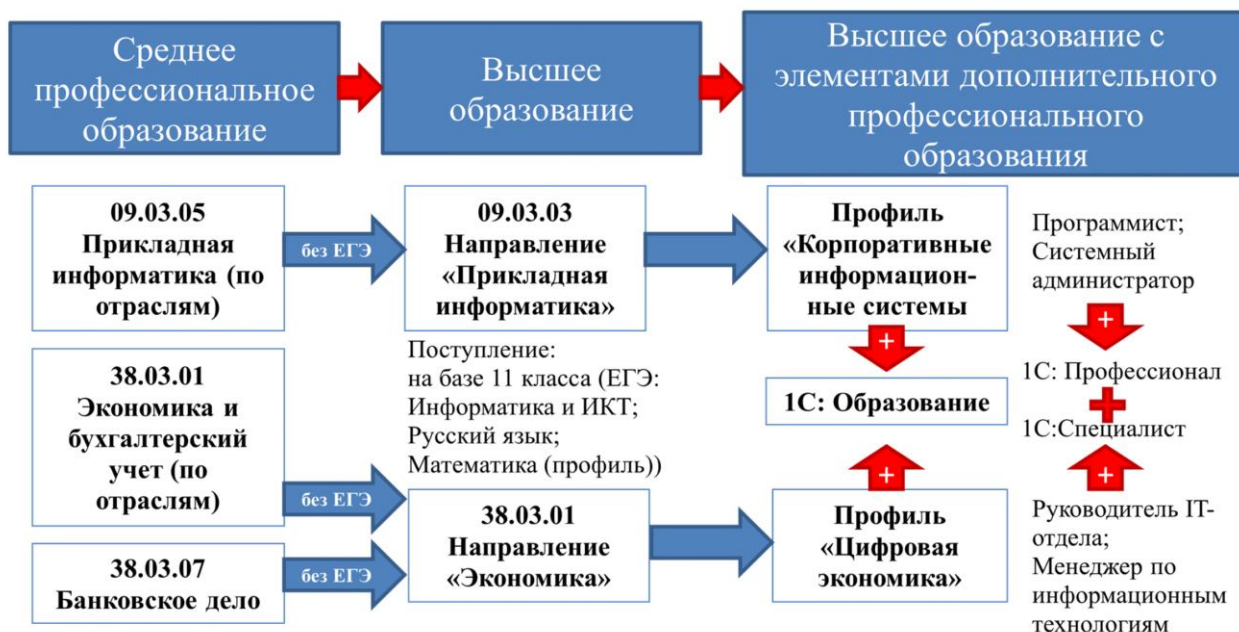 Среднее
профессиональное
образование
Высшее
образование
Высшее образование с
элементами дополнительного
профессионального
образования
09.03.05
Прикладная
информатика (по
отраслям)
без ЕГЭ
09.03.03
Направление
«Прикладная
информатика»
Профиль
«Корпоративные
информацион-
ные системы
Программист;
Системный
администратор
+
+
38.03.01
Экономика и
бухгалтерский
учет (по
отраслям)
без ЕГЭ
Поступление:
на базе 11 класса (ЕГЭ:
Информатика и ИКТ;
Русский язык;
Математика (профиль))
1С: Образование
1С: Профессионал
1С:Специалист
+
+
38.03.07
Банковское дело
без ЕГЭ
38.03.01
Направление
«Экономика»
Профиль
«Цифровая
экономика»
Руководитель IT-
отдела;
Менеджер по
информационным
технологиям